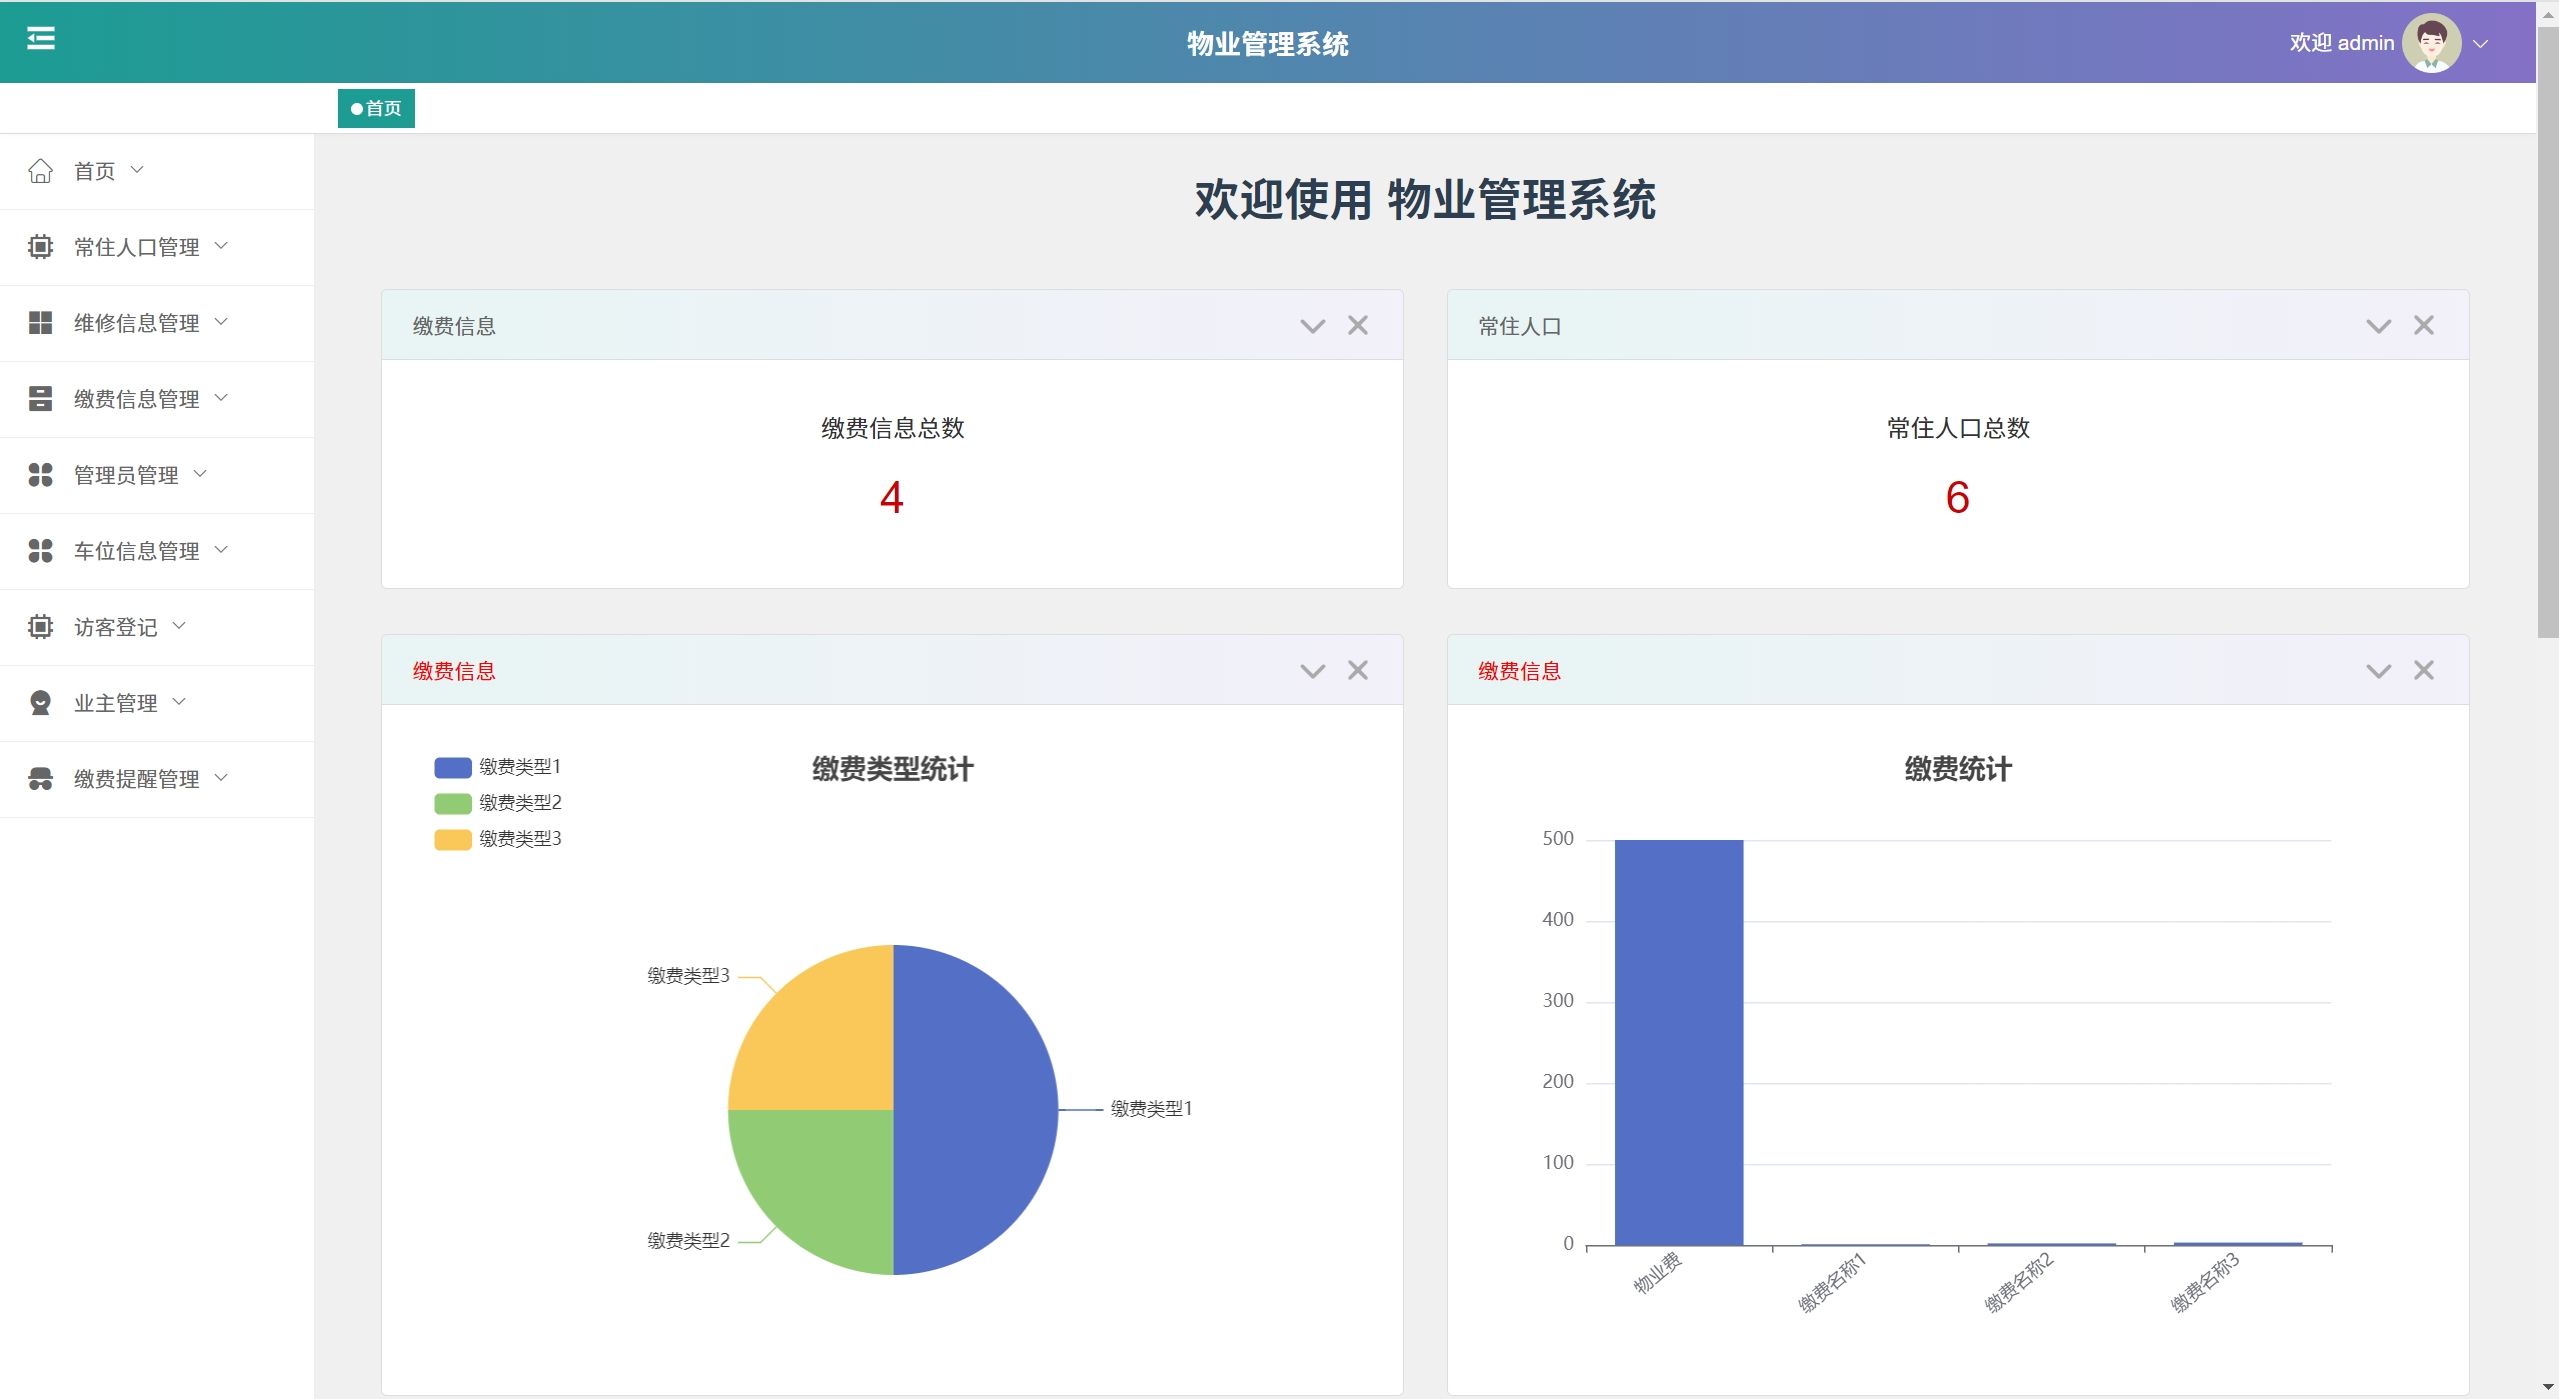 物业管理系统
欢迎 admin
首页
首页
常住人口管理
维修信息管理
缴费信息管理
管理员管理
车位信息管理
访客登记
业主管理
缴费提醒管理
欢迎使用 物业管理系统
缴费信息
缴费信息总数
4
常住人口
常住人口总数
6
缴费信息
缴费类型统计
缴费类型1
缴费类型2
缴费类型3
缴费类型3
缴费类型1
缴费类型2
缴费信息
缴费统计
500
400
300
200
100
0
物业费
缴费名称1
缴费名称2
缴费名称3